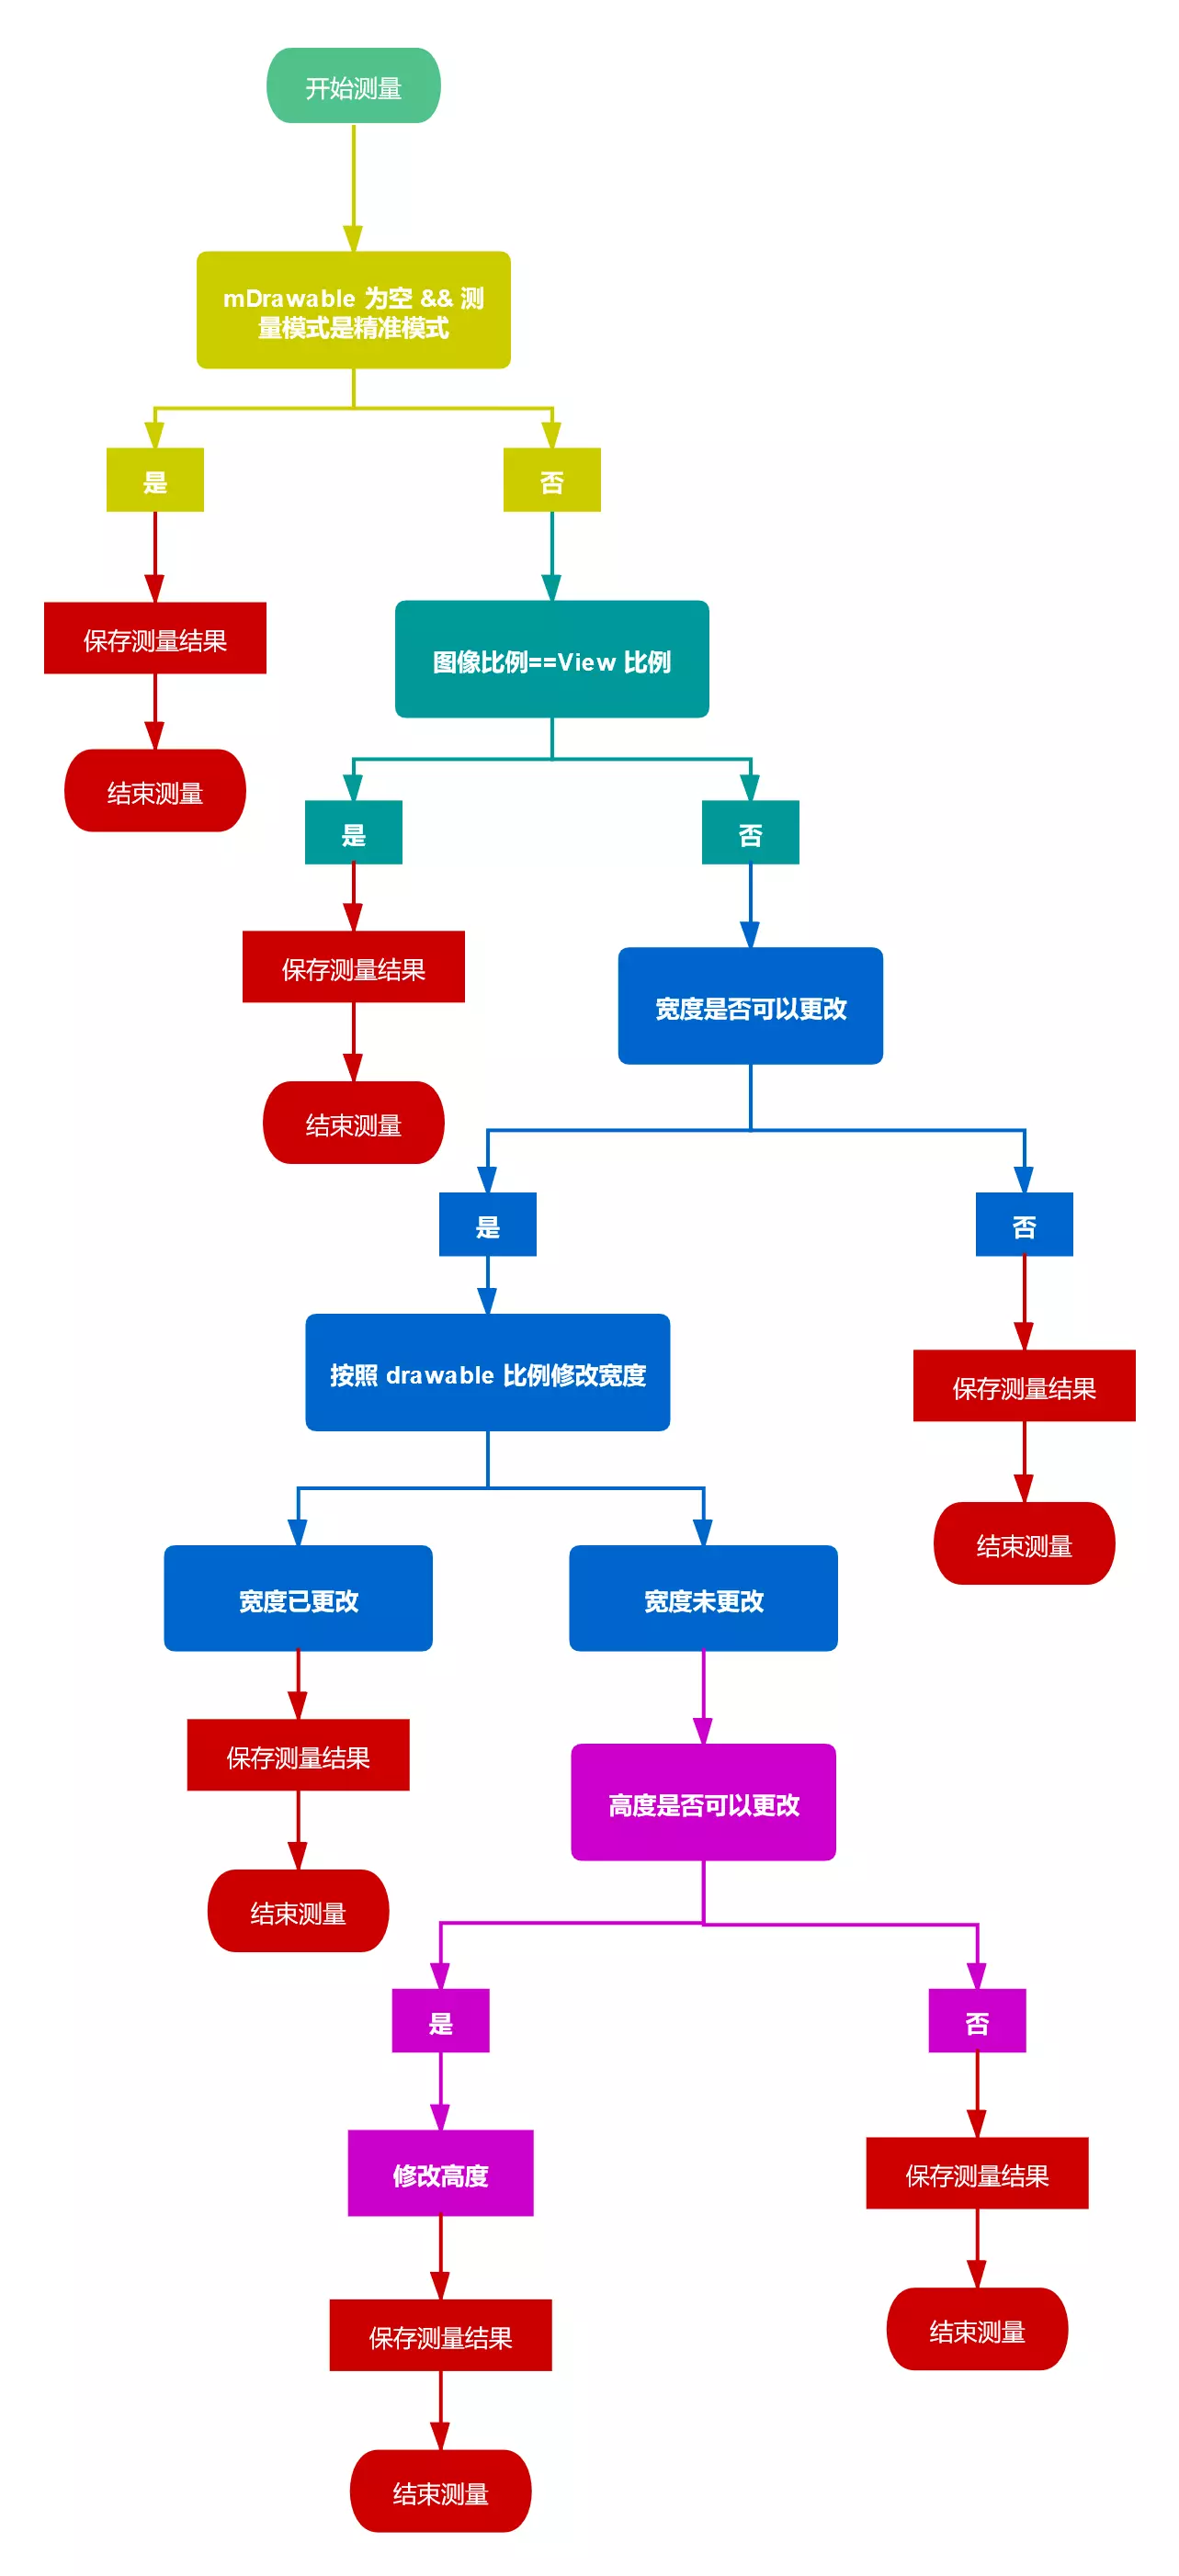 开始测量
mDrawable 为空 && 测
量模式是精准模式
是
否
保存测量结果
图像比例==View 比例
结束测量
是
否
保存测量结果
宽度是否可以更改
结束测量
是
否
按照 drawable 比例修改宽度
保存测量结果
结束测量
宽度已更改
宽度未更改
保存测量结果
高度是否可以更改
结束测量
是
否
修改高度
保存测量结果
结束测量
保存测量结果
结束测量